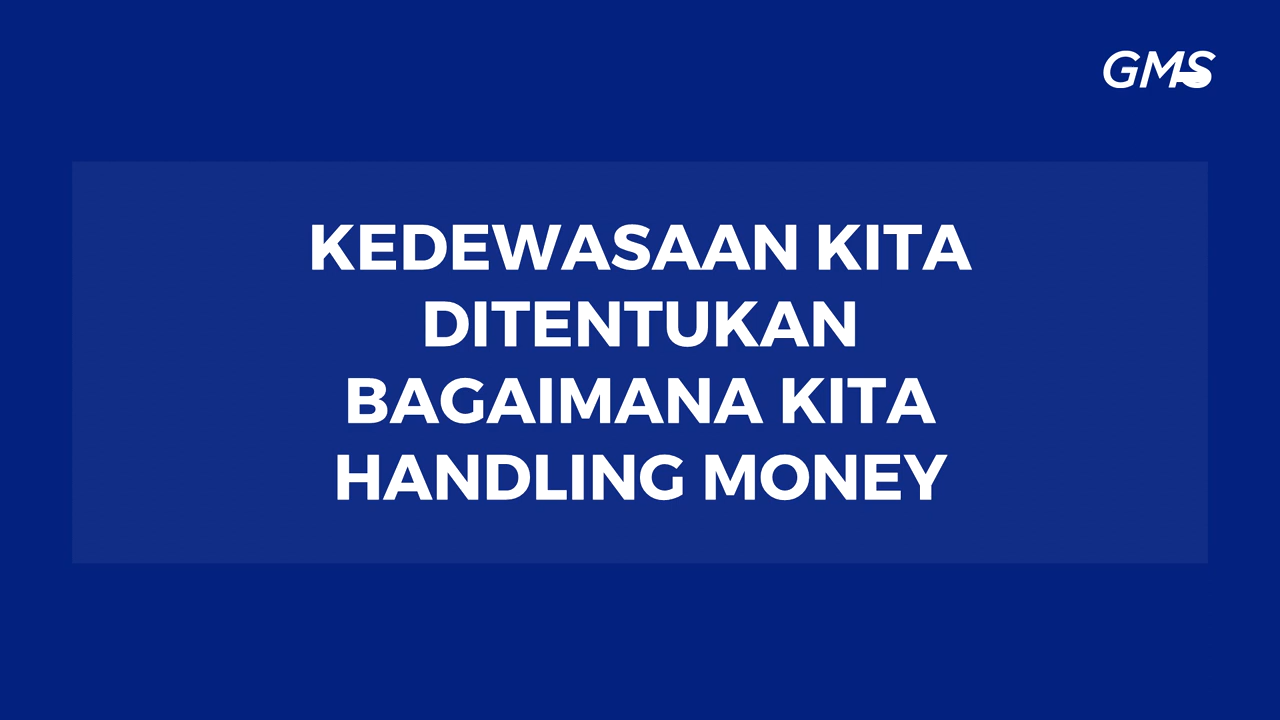 GMS
KEDEWASAAN KITA
DITENTUKAN
BAGAIMANA KITA
HANDLING MONEY